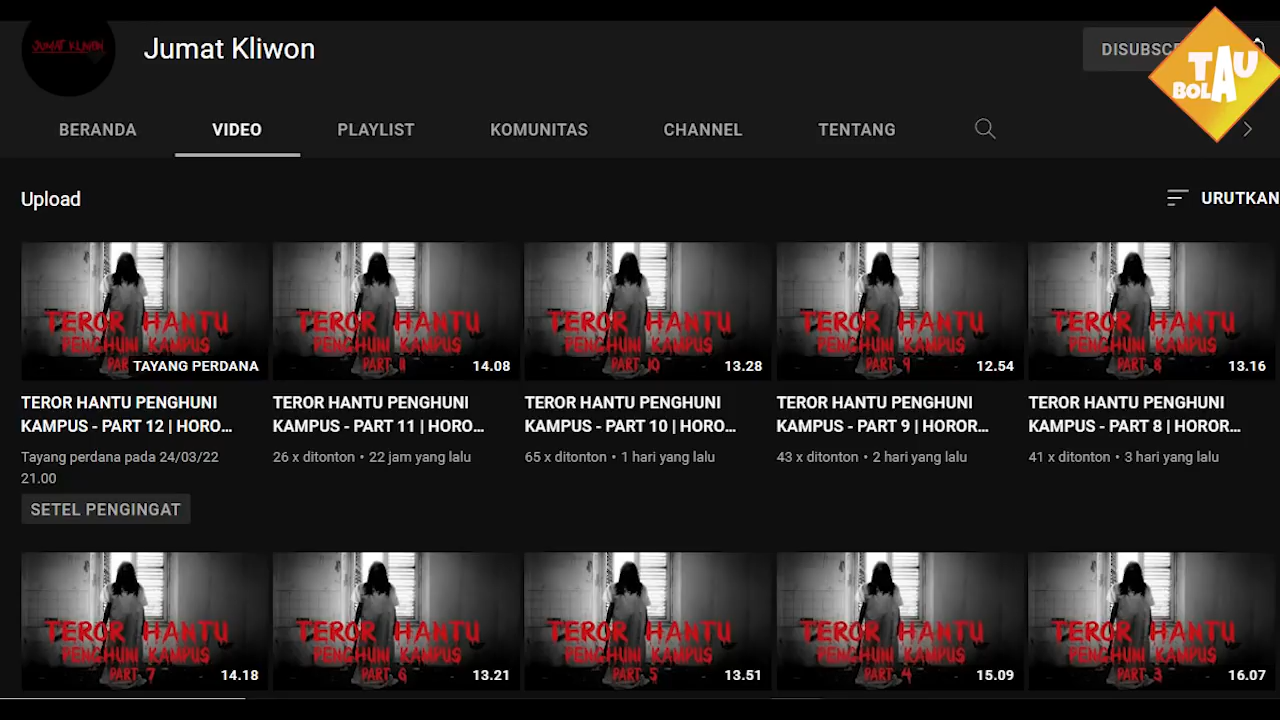 JUMAT KLIWON
Jumat Kliwon
TAU
BOLA
BERANDA
VIDEO
PLAYLIST
KOMUNITAS
CHANNEL
TENTANG
Upload
URUTKAN
TEROR HANTU
PENGHUNI KAMPUS
TAYANG PERDANA
TEROR HANTU
PENGHUNI KAMPUS
PART 11
14.08
TEROR HANTU
PENGHUNI KAMPUS
PART 10
13.28
TEROR HANTU
PENGHUNI KAMPUS
PART 9
12.54
TEROR HANTU
PENGHUNI KAMPUS
PART 8
13.16
TEROR HANTU PENGHUNI
KAMPUS - PART 12 | HORO...
Tayang perdana pada 24/03/22
21.00
SETEL PENGINGAT
TEROR HANTU PENGHUNI
KAMPUS - PART 11 | HORO...
26 x ditonton • 22 jam yang lalu
TEROR HANTU PENGHUNI
KAMPUS - PART 10 | HORO...
65 x ditonton • 1 hari yang lalu
TEROR HANTU PENGHUNI
KAMPUS - PART 9 | HOROR...
43 x ditonton • 2 hari yang lalu
TEROR HANTU PENGHUNI
KAMPUS - PART 8 | HOROR...
41 x ditonton • 3 hari yang lalu
TEROR HANTU
PENGHUNI KAMPUS
PART 7
14.18
TEROR HANTU
PENGHUNI KAMPUS
PART 6
13.21
TEROR HANTU
PENGHUNI KAMPUS
PART 5
13.51
TEROR HANTU
PENGHUNI KAMPUS
PART 4
15.09
TEROR HANTU
PENGHUNI KAMPUS
PART 3
16.07